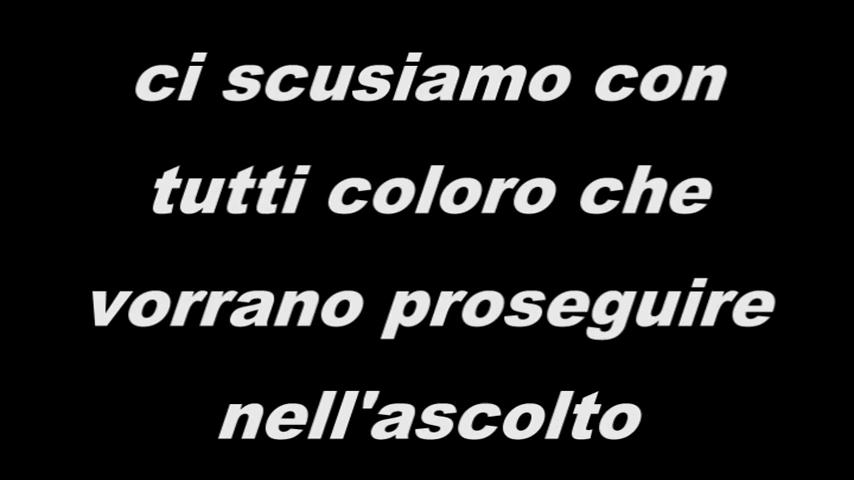 ci scusiamo con
tutti coloro che
vorrano proseguire
nell'ascolto